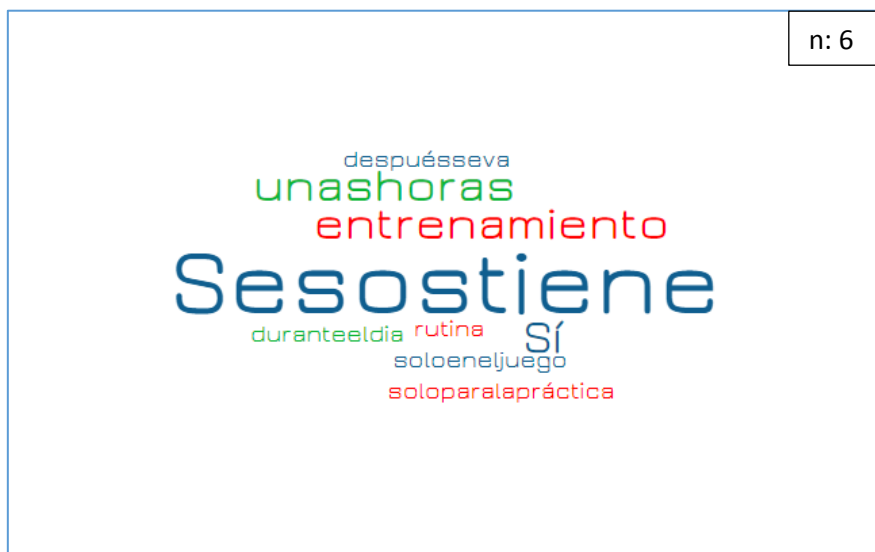 n: 6
despuésseva
unashoras
entrenamiento
Sesostiene
duranteeldia rutina Sí
soloeneljuego
soloparalapráctica